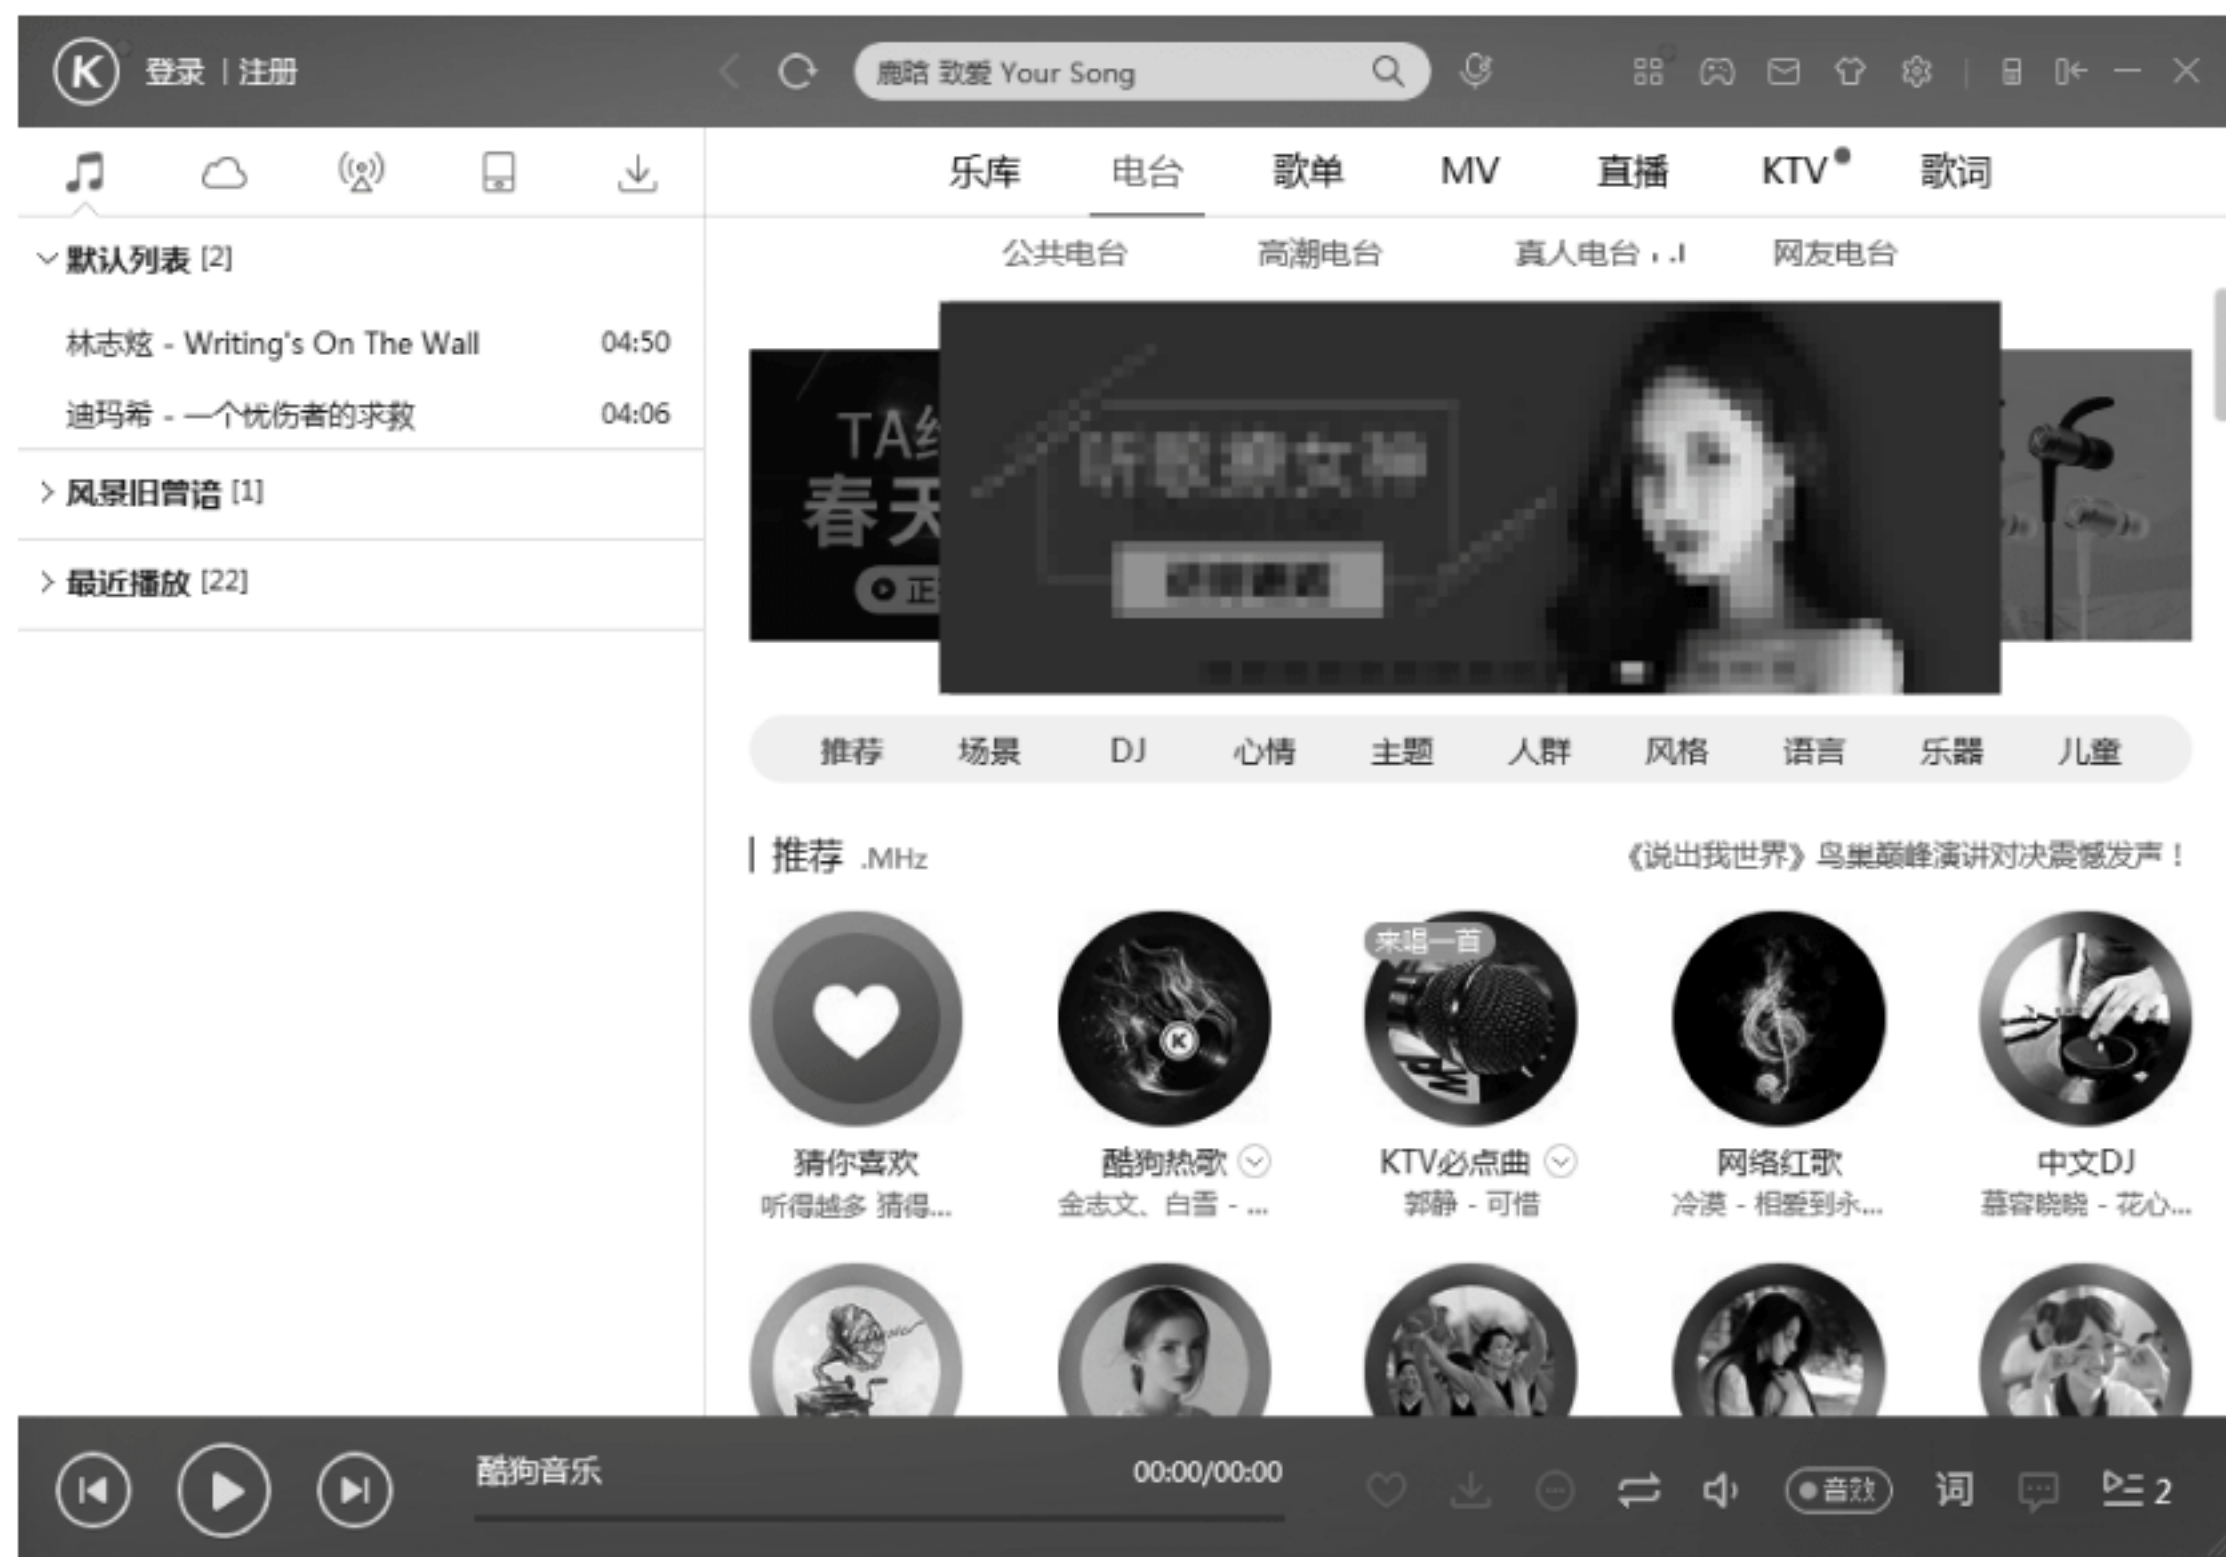 登录 | 注册
鹿晗 致爱 Your Song
乐库 电台 歌单 MV 直播 KTV 歌词
公共电台 高潮电台 真人电台 网友电台
默认列表 [2]
林志炫 - Writing's On The Wall 04:50
迪玛希 - 一个忧伤者的求救 04:06
风景旧曾谙 [1]
最近播放 [22]
春天
推荐 场景 DJ 心情 主题 人群 风格 语言 乐器 儿童
推荐 .MHz
《说出我世界》鸟巢巅峰演讲对决震憾发声！
来唱一首
猜你喜欢 酷狗热歌 KTV必点曲 网络红歌 中文DJ
听得越多 猜得... 金志文、白雪 - ... 郭静 - 可惜 冷漠 - 相爱到永... 慕容晓晓 - 花心...
酷狗音乐 00:00/00:00
音效 词 2